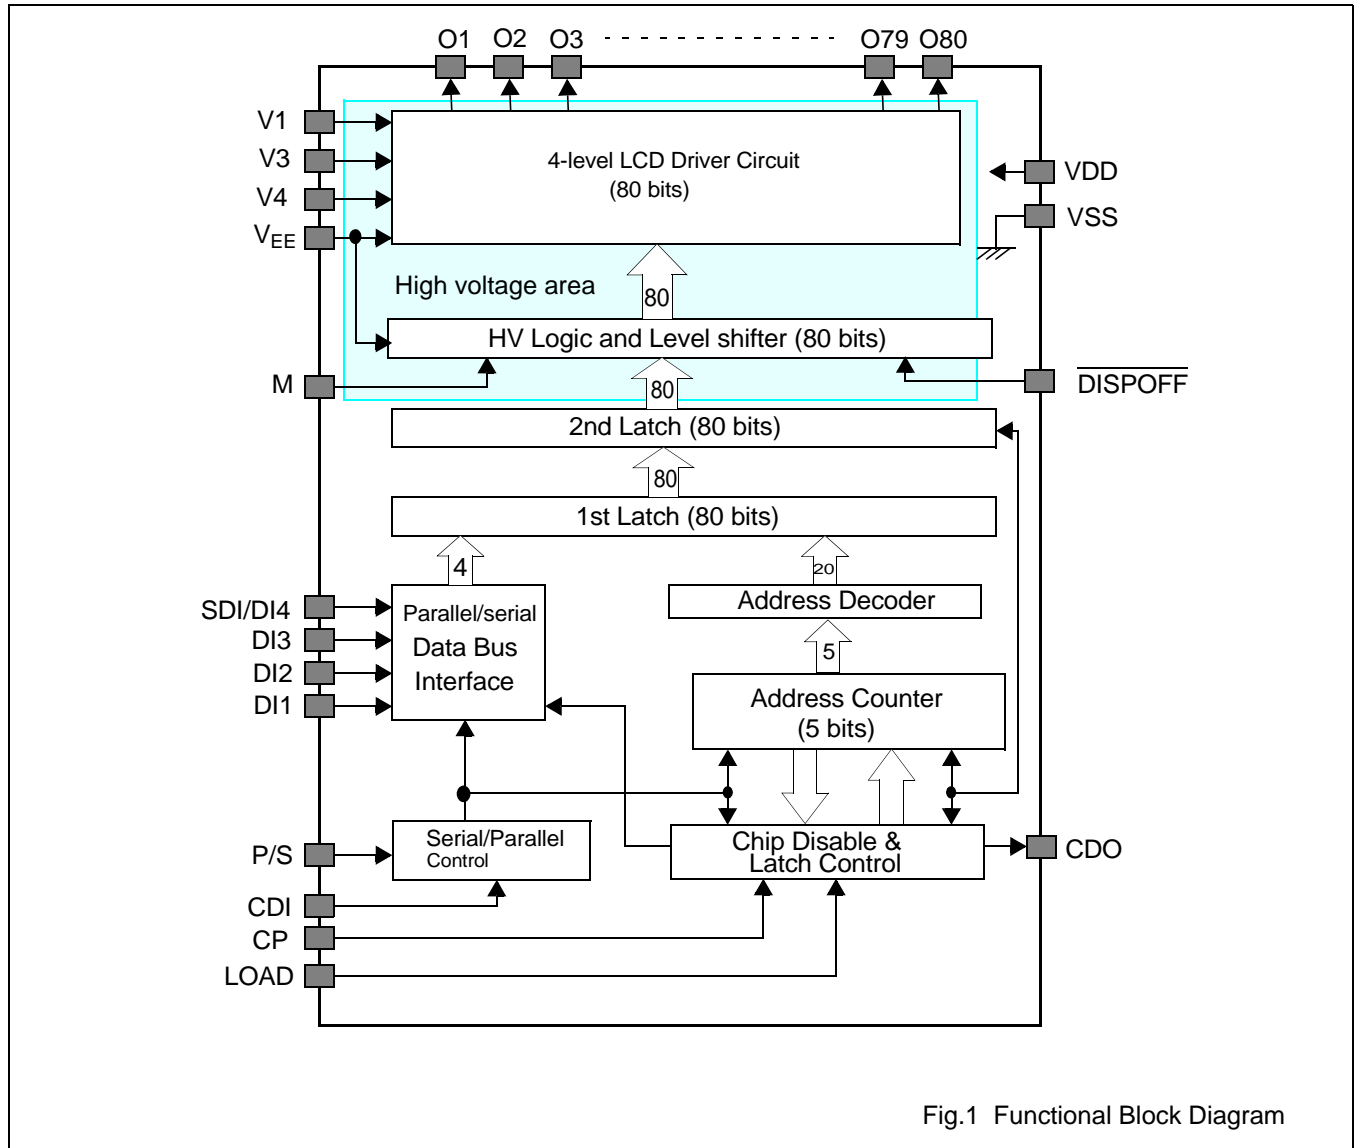 O1 O2 O3 O79 O80
V1
V3
V4
VEE
4-level LCD Driver Circuit
(80 bits)
VDD
VSS
High voltage area
80
HV Logic and Level shifter (80 bits)
M
DISPOFF
80
2nd Latch (80 bits)
80
1st Latch (80 bits)
4
20
SDI/DI4
DI3
DI2
DI1
Parallel/serial
Data Bus
Interface
Address Decoder
5
Address Counter
(5 bits)
P/S
CDI
CP
LOAD
Serial/Parallel
Control
Chip Disable &
Latch Control
CDO
Fig.1 Functional Block Diagram